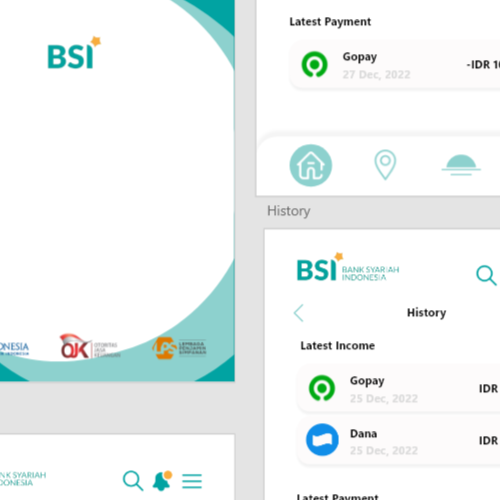 BSI
ONESIA
OJK
OTORITAS
JASA
KEUANGAN
LPS
LEMBAGA
PENJAMIN
SIMPANAN
NK SYARIAH
DONESIA
Latest Payment
Gopay
-IDR 10
27 Dec, 2022
History
BSI
BANK SYARIAH
INDONESIA
History
Latest Income
Gopay
IDR
25 Dec, 2022
Dana
IDR
25 Dec, 2022
Latest Payment